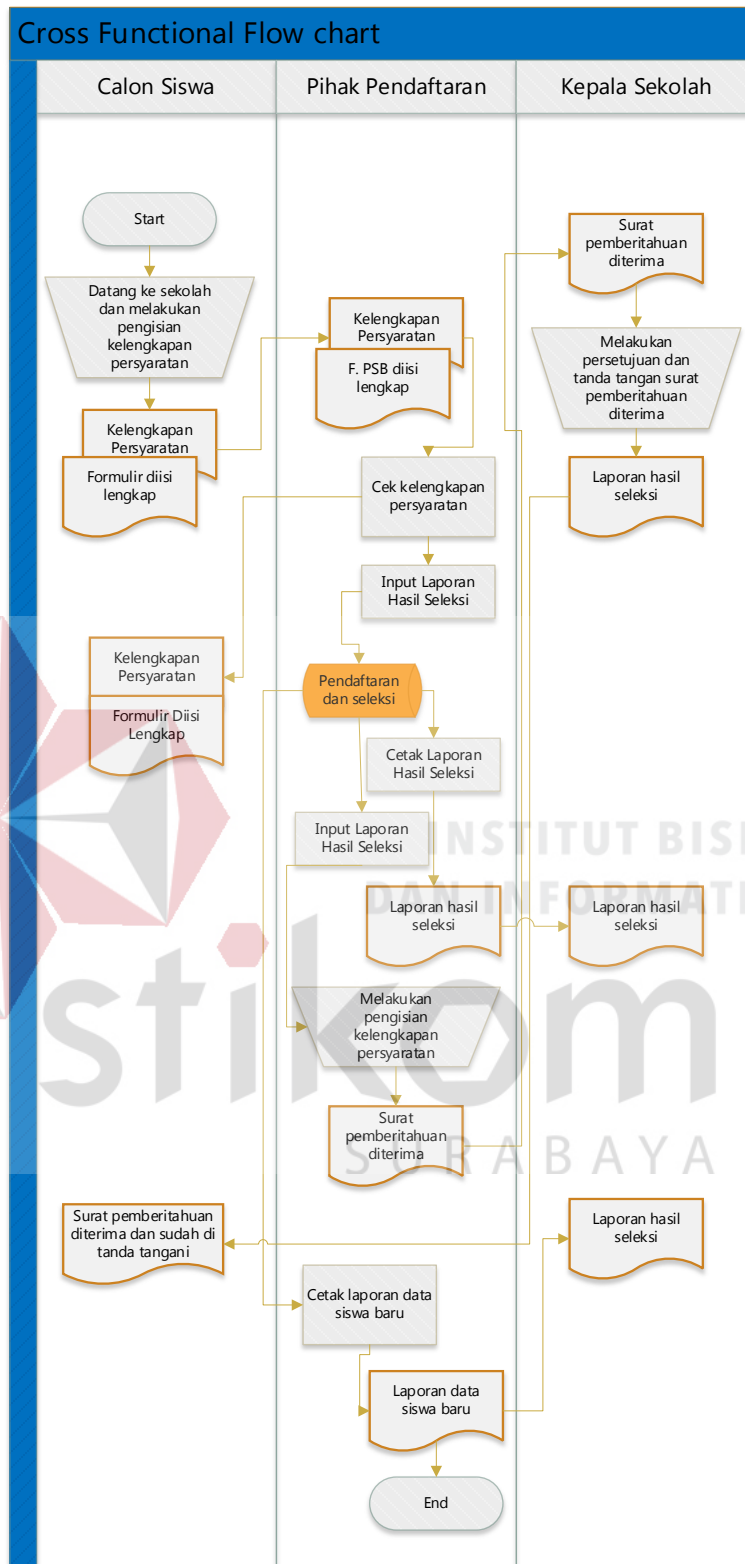 Cross Functional Flow chart
Calon Siswa
Pihak Pendaftaran
Kepala Sekolah
Start
Datang ke sekolah
dan melakukan
pengisian
kelengkapan
persyaratan
Kelengkapan
Persyaratan
Formulir diisi
lengkap
Kelengkapan
Persyaratan
F. PSB diisi
lengkap
Surat
pemberitahuan
diterima
Melakukan
persetujuan dan
tanda tangan surat
pemberitahuan
diterima
Laporan hasil
seleksi
Cek kelengkapan
persyaratan
Input Laporan
Hasil Seleksi
Kelengkapan
Persyaratan
Formulir Diisi
Lengkap
Pendaftaran
dan seleksi
Cetak Laporan
Hasil Seleksi
Input Laporan
Hasil Seleksi
INSTITUT BISI
DAN INFORMATI
Laporan hasil
seleksi
Laporan hasil
seleksi
stikom
Melakukan
pengisian
kelengkapan
persyaratan
Surat
pemberitahuan
diterima
SURABAYA
Surat pemberitahuan
diterima dan sudah di
tanda tangani
Laporan hasil
seleksi
Cetak laporan data
siswa baru
Laporan data
siswa baru
End